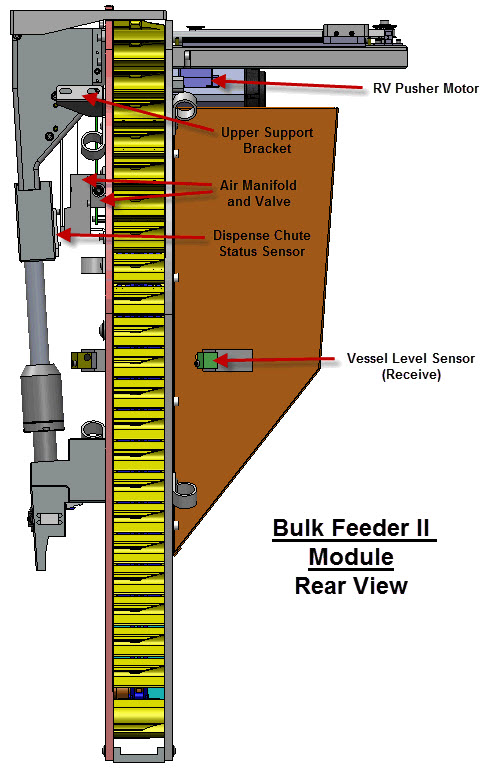 RV Pusher Motor
Upper Support
Bracket
Air Manifold
and Valve
Dispense Chute
Status Sensor
Vessel Level Sensor
(Receive)
Bulk Feeder II
Module
Rear View